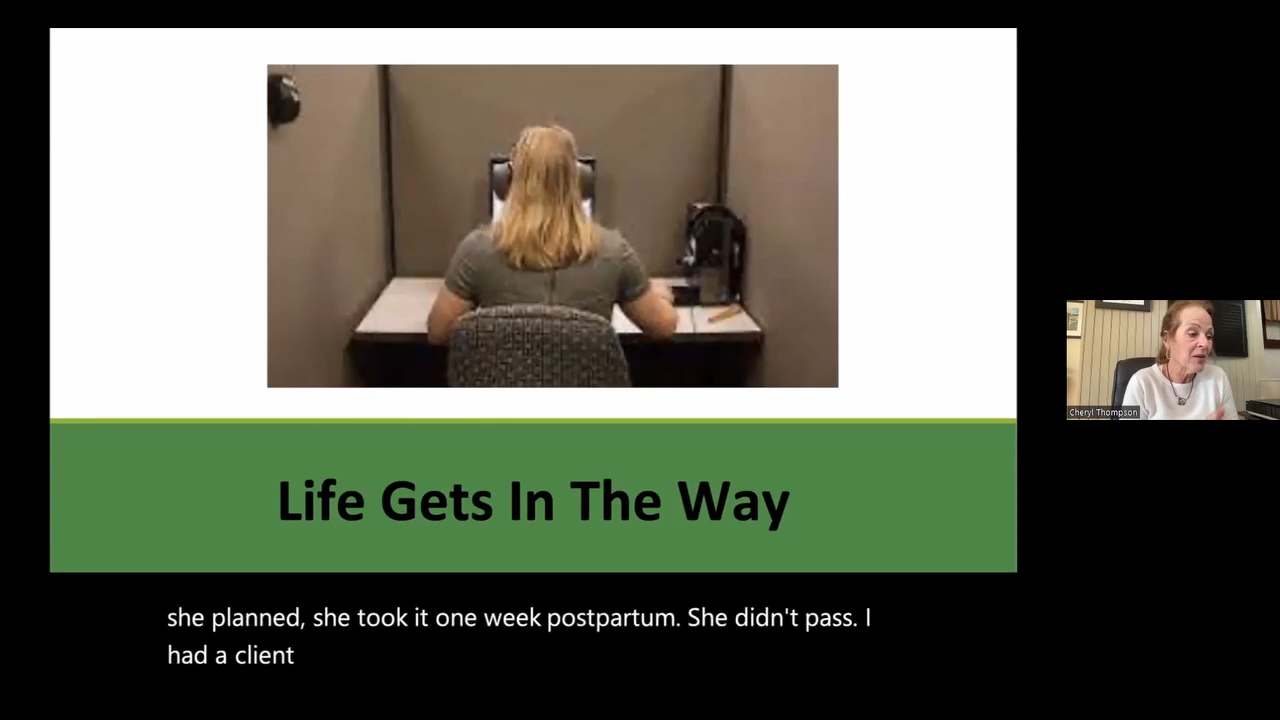 Life Gets In The Way
Cheryl Thompson
she planned, she took it one week postpartum. She didn't pass. I
had a client